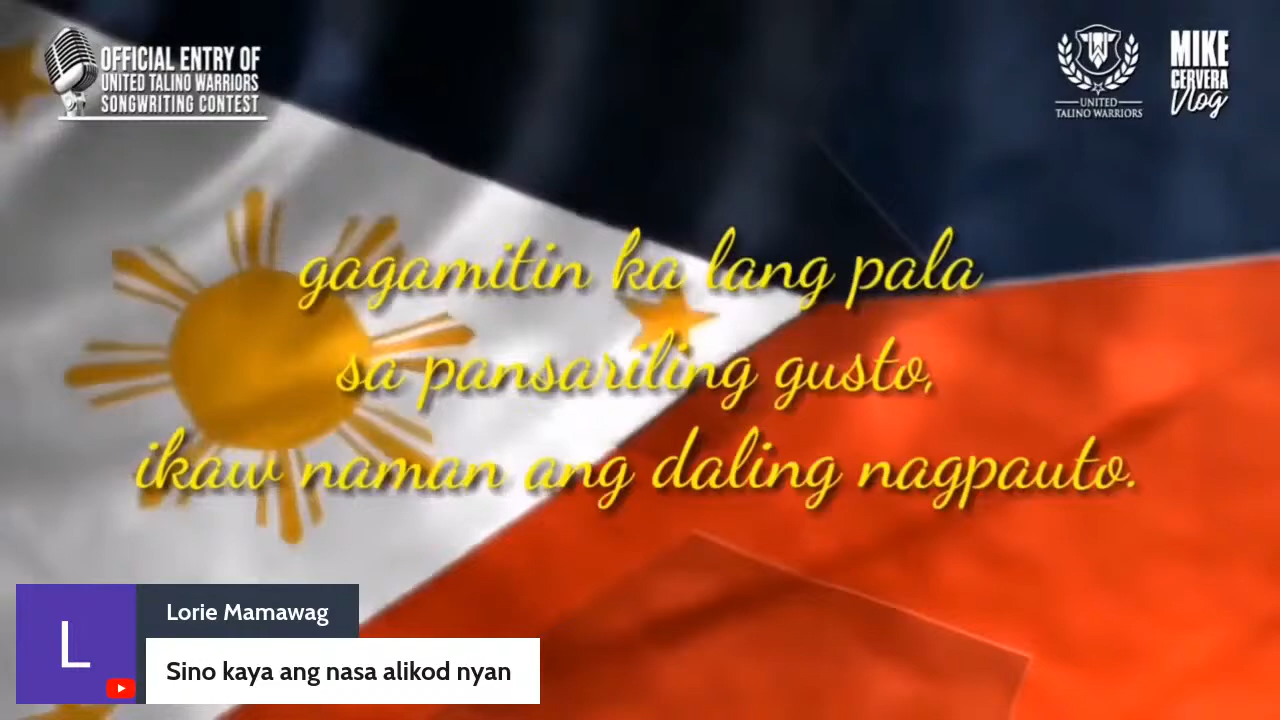 OFFICIAL ENTRY OF
UNITED TALINO WARRIORS
SONGWRITING CONTEST
UNITED
TALINO WARRIORS
MIKE
CERVERA
Vlog
gagamitin ka lang pala
sa pansariling gusto,
ikaw naman ang daling nagpauto.
L
Lorie Mamawag
Sino kaya ang nasa alikod nyan